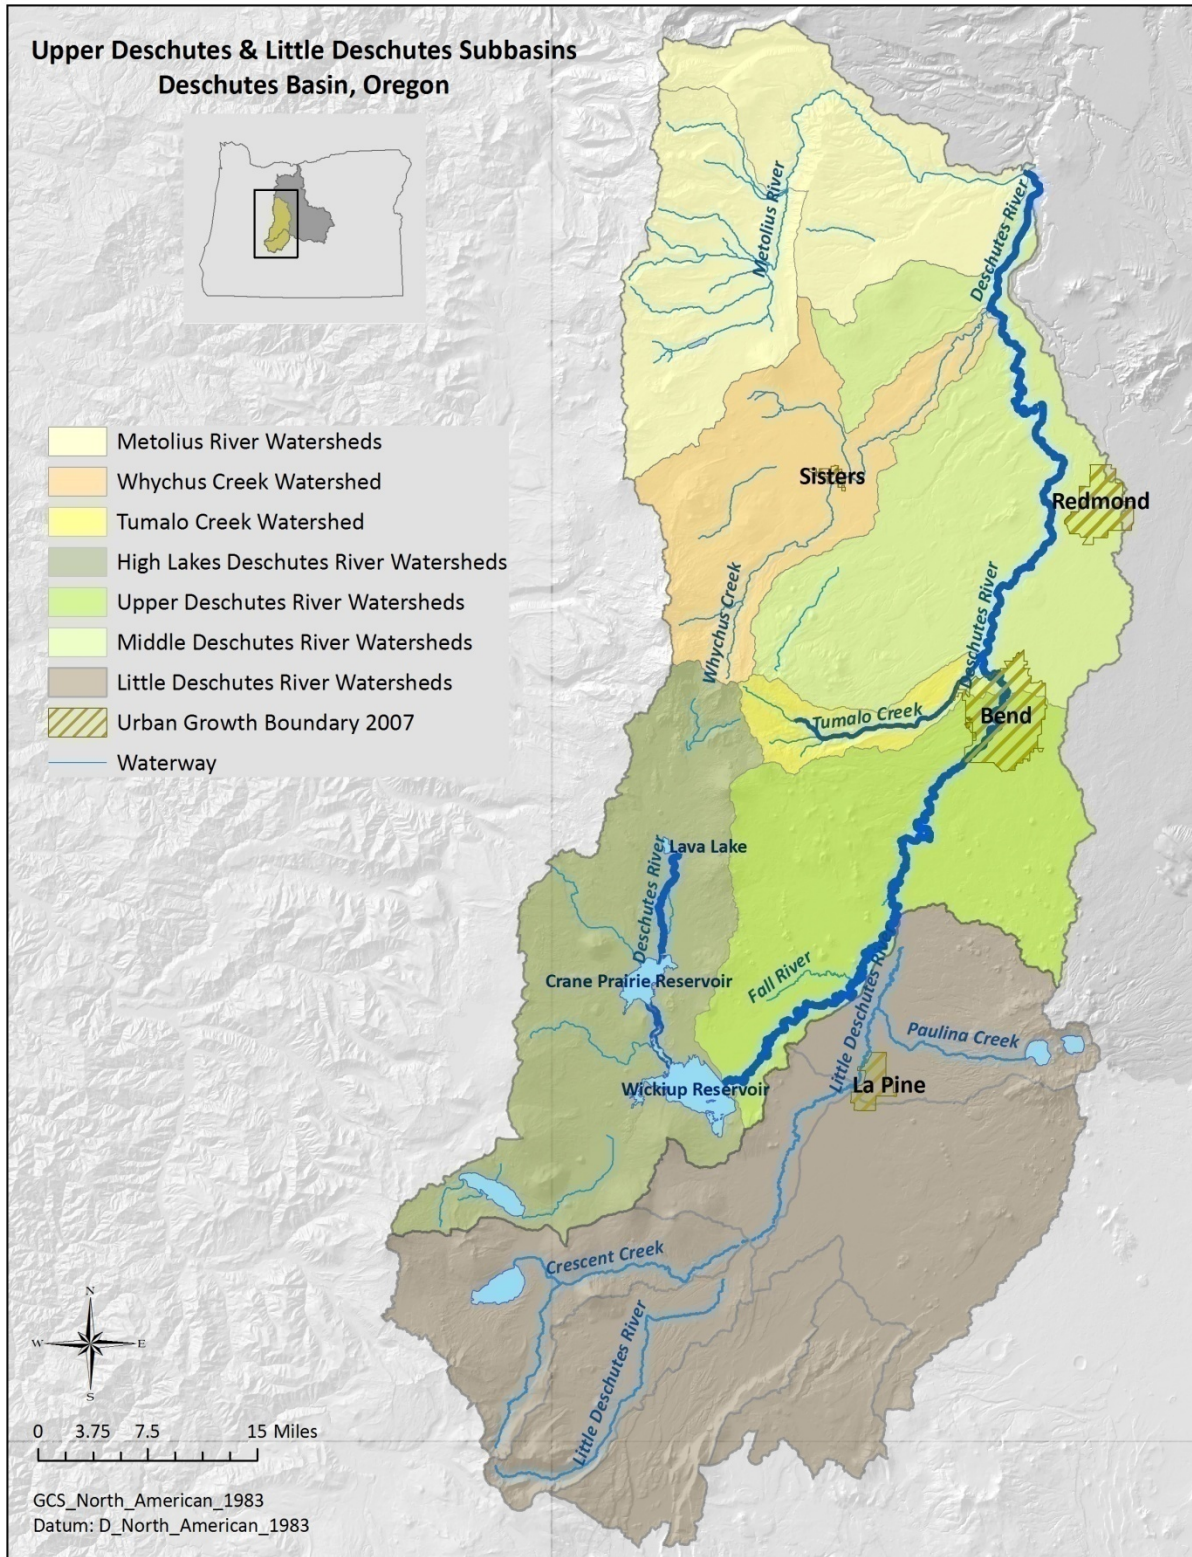 Upper Deschutes & Little Deschutes Subbasins
Deschutes Basin, Oregon
Metolius River Watersheds
Whychus Creek Watershed
Tumalo Creek Watershed
High Lakes Deschutes River Watersheds
Upper Deschutes River Watersheds
Middle Deschutes River Watersheds
Little Deschutes River Watersheds
Urban Growth Boundary 2007
Waterway
Metolius River
Deschutes River
Sisters
Redmond
Whychus Creek
Deschutes River
Tumalo Creek
Bend
Deschutes River
Lava Lake
Crane Prairie Reservoir
Fall River
Little Deschutes River
Paulina Creek
Wickiup Reservoir
La Pine
Crescent Creek
Little Deschutes River
N
W E
S
0 3.75 7.5 15 Miles
GCS_North_American_1983
Datum: D_North_American_1983